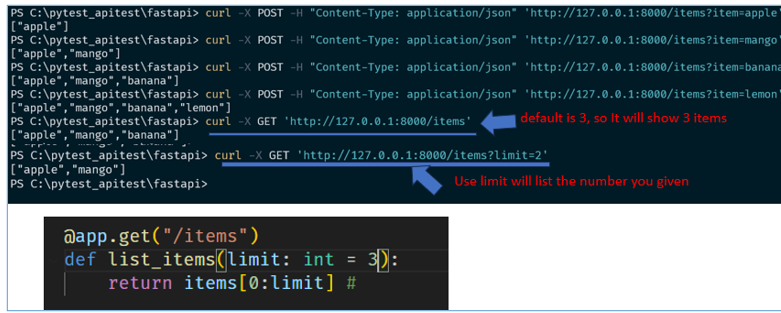 PS C:\pytest_apitest\fastapi> curl -X POST -H "Content-Type: application/json" 'http://127.0.0.1:8000/items?item=apple
["apple"]
PS C:\pytest_apitest\fastapi> curl -X POST -H "Content-Type: application/json" 'http://127.0.0.1:8000/items?item=mango'
["apple","mango"]
PS C:\pytest_apitest\fastapi> curl -X POST -H "Content-Type: application/json" 'http://127.0.0.1:8000/items?item=banana
["apple","mango","banana"]
PS C:\pytest_apitest\fastapi> curl -X POST -H "Content-Type: application/json" 'http://127.0.0.1:8000/items?item=lemon'
["apple","mango","banana","lemon"]
PS C:\pytest_apitest\fastapi> curl -X GET 'http://127.0.0.1:8000/items'
default is 3, so It will show 3 items
["apple","mango","banana"]
PS C:\pytest_apitest\fastapi> curl -X GET 'http://127.0.0.1:8000/items?limit=2'
["apple","mango"]
PS C:\pytest_apitest\fastapi>
Use limit will list the number you given
@app.get("/items")
def list_items(limit: int = 3):
return items[0:limit] #